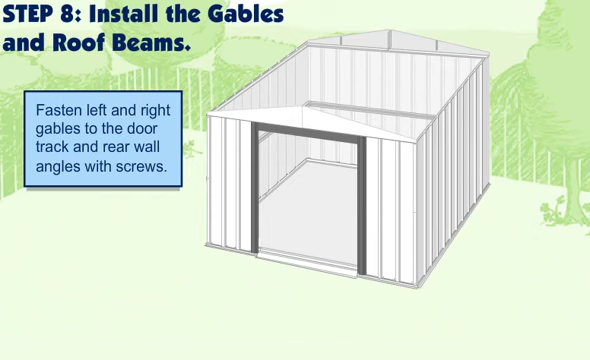 STEP 8: Install the Gables
and Roof Beams.
Fasten left and right
gables to the door
track and rear wall
angles with screws.